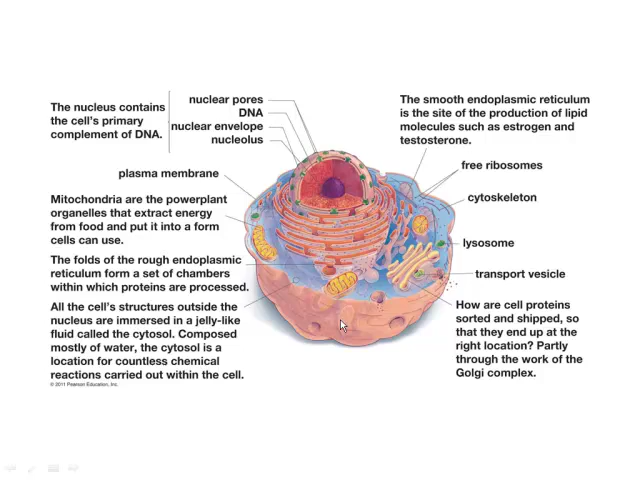 The nucleus contains
the cell's primary
complement of DNA.
nuclear pores
DNA
nuclear envelope
nucleolus
plasma membrane
Mitochondria are the powerplant
organelles that extract energy
from food and put it into a form
cells can use.
The folds of the rough endoplasmic
reticulum form a set of chambers
within which proteins are processed.
All the cell's structures outside the
nucleus are immersed in a jelly-like
fluid called the cytosol. Composed
mostly of water, the cytosol is a
location for countless chemical
reactions carried out within the cell.
© 2011 Pearson Education, Inc.
The smooth endoplasmic reticulum
is the site of the production of lipid
molecules such as estrogen and
testosterone.
free ribosomes
cytoskeleton
lysosome
transport vesicle
How are cell proteins
sorted and shipped, so
that they end up at the
right location? Partly
through the work of the
Golgi complex.